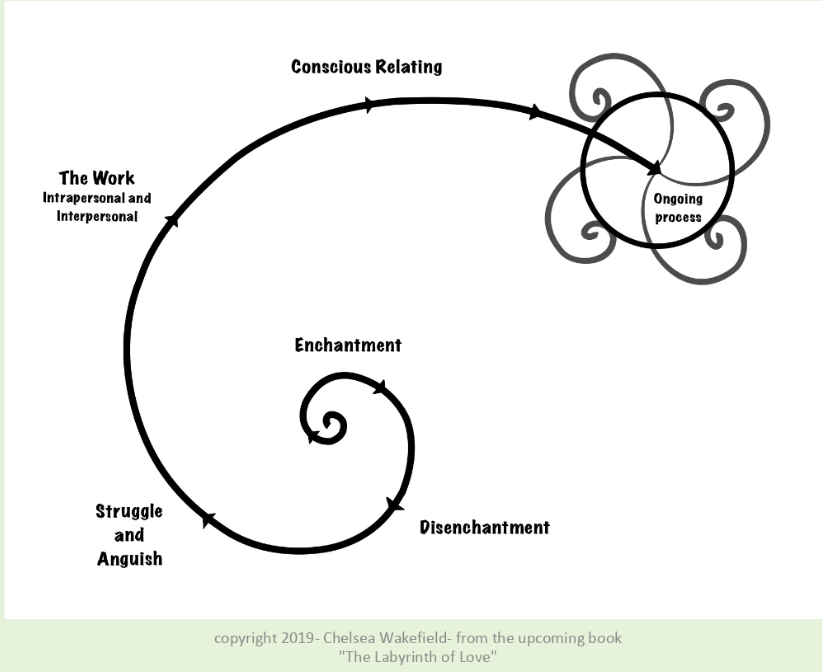 Conscious Relating
The Work
Intrapersonal and
Interpersonal
Ongoing
process
Enchantment
Struggle
and
Anguish
Disenchantment
copyright 2019- Chelsea Wakefield- from the upcoming book
"The Labyrinth of Love"